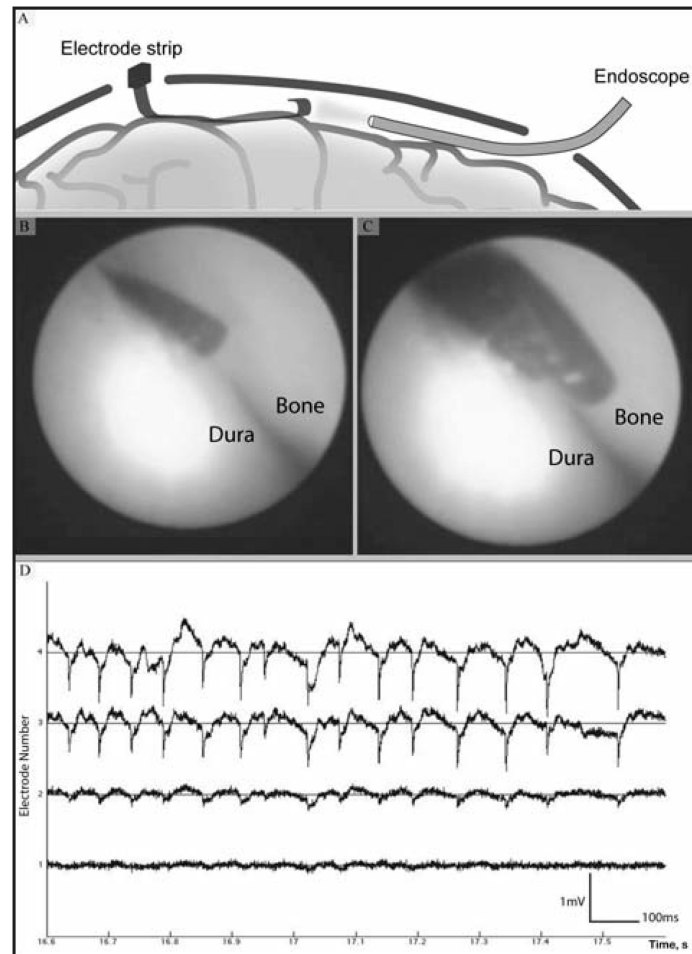 A
Electrode strip
Endoscope
B
C
Bone
Dura
Bone
Dura
D
4
3
2
1
Electrode Number
1mV
100ms
16.6 16.7 16.8 16.9 17 17.1 17.2 17.3 17.4 17.5 Time, s